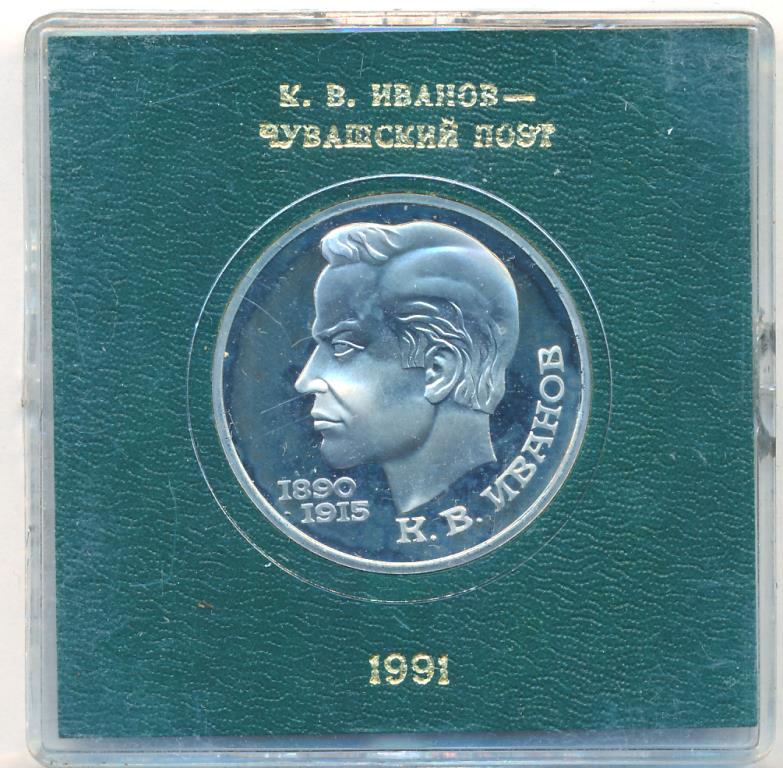 К. В. ИВАНОВ—
ЧУВАШСКИЙ ПОЭТ
1890
1915
К. В. ИВАНОВ
1991